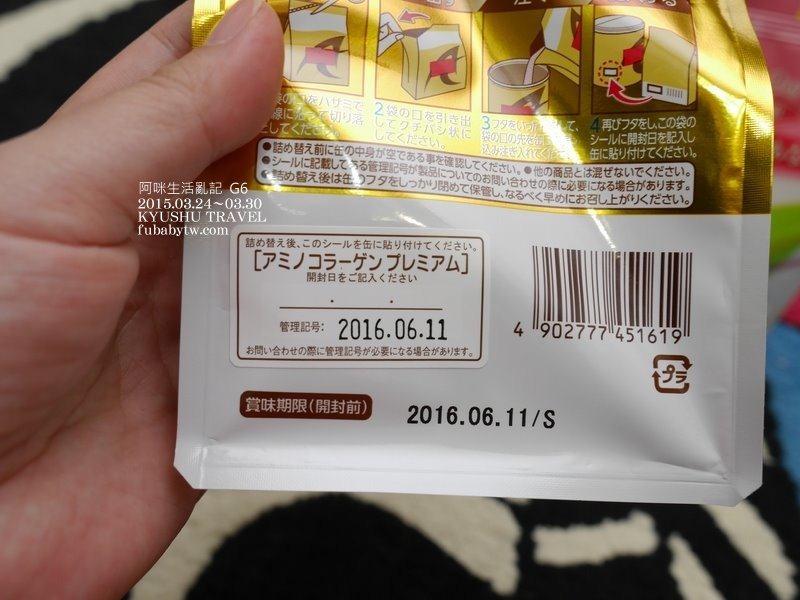 2 袋の口を引き出
してクチバシ状に
してください。
4 再びフタをし、この袋の
シールに開封日を記入し
缶に貼り付けてください。
●詰め替え前に缶の中身が空である事を確認してください。●他の商品とは混ぜないでください。
●シールに記載してある管理記号が製品についてのお問い合わせの際に必要になる場合があります。
●詰め替え後は缶のフタをしっかり閉めて保管し、なるべく早めにお召し上がりください。
阿咪生活亂記 G6
2015.03.24~03.30
KYUSHU TRAVEL
fubabytw.com
詰め替え後、このシールを缶に貼り付けてください。
[アミノコラーゲン プレミアム]
開封日をご記入ください
管理記号: 2016.06.11
お問い合わせの際に管理記号が必要になる場合があります。
4 902777 451619
プラ
賞味期限(開封前) 2016.06.11/S